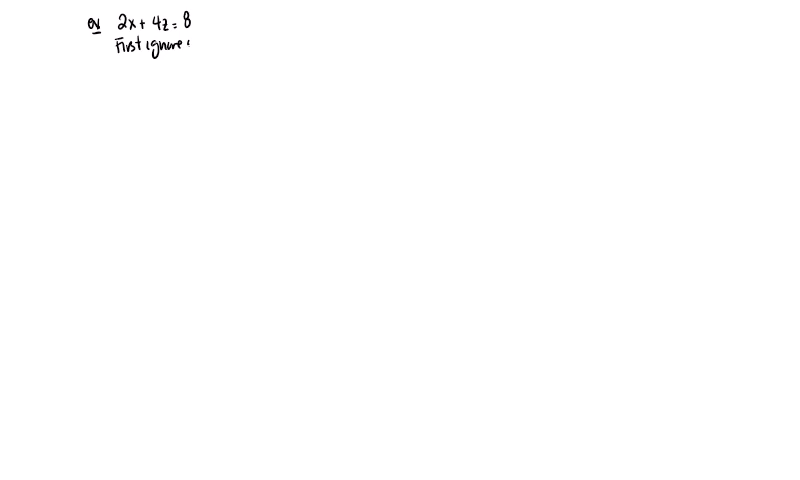 ex 2x + 4z = 8
First ignore